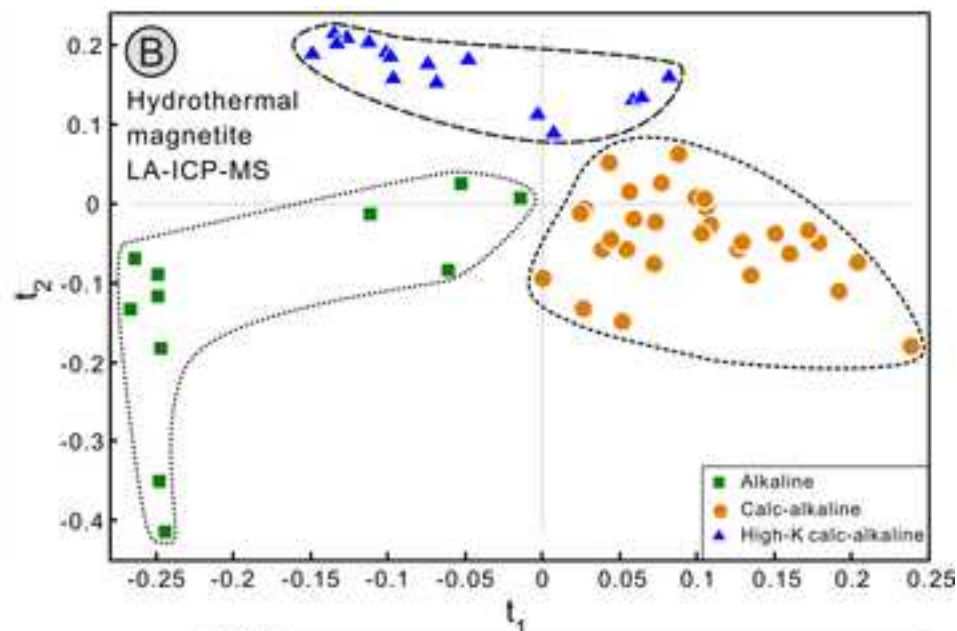 B
Hydrothermal
magnetite
LA-ICP-MS
t2
0.2
0.1
0
-0.1
-0.2
-0.3
-0.4
Alkaline
Calc-alkaline
High-K calc-alkaline
-0.25 -0.2 -0.15 -0.1 -0.05 0 0.05 0.1 0.15 0.2 0.25
t1